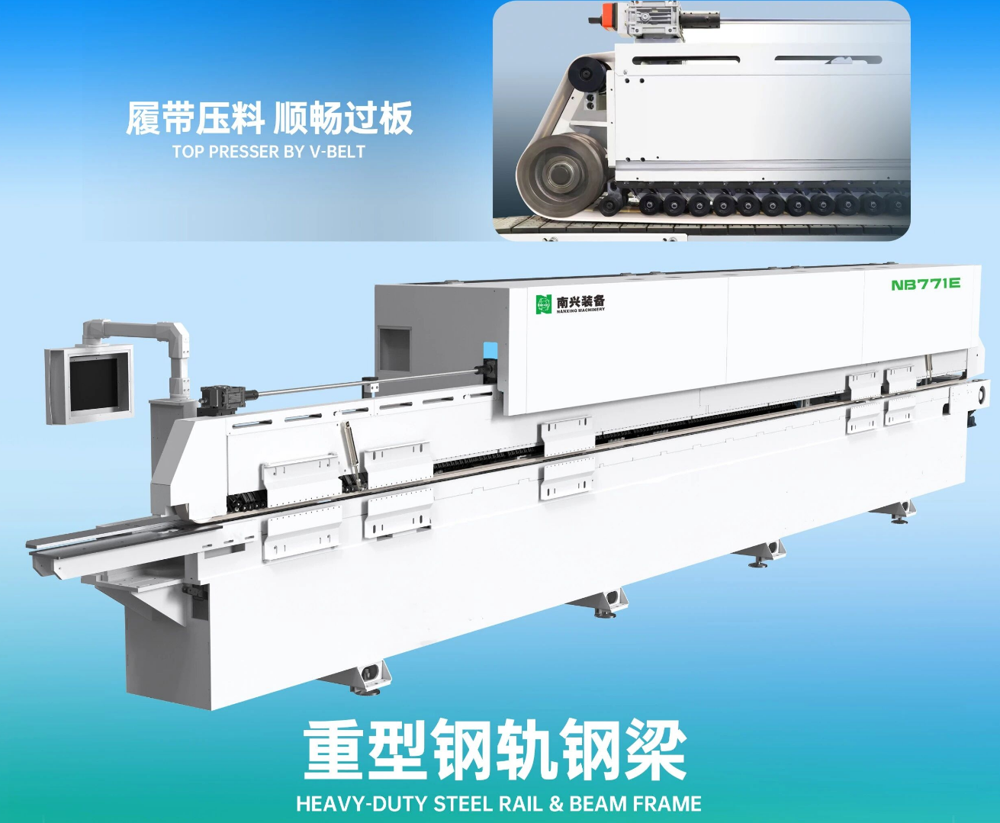 履带压料 顺畅过板
TOP PRESSER BY V-BELT
南兴装备
NANXING MACHINERY
NB771E
重型钢轨钢梁
HEAVY-DUTY STEEL RAIL & BEAM FRAME